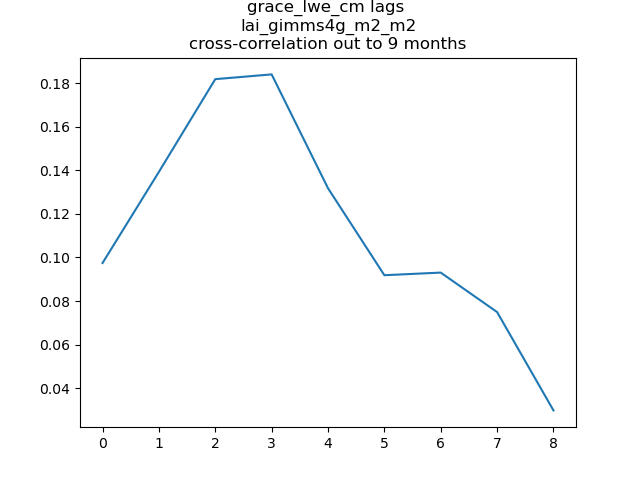 grace_lwe_cm lags
lai_gimms4g_m2_m2
cross-correlation out to 9 months
0.18
0.16
0.14
0.12
0.10
0.08
0.06
0.04
0 1 2 3 4 5 6 7 8